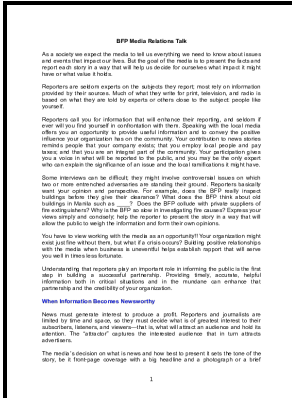 BFP Media Relations Talk
As a society we expect the media to tell us everything we need to know about issues
and events that impact our lives. But the goal of the media is to present the facts and
report each story in a way that will help us decide for ourselves what impact it might
have or what value it holds.
Reporters are seldom experts on the subjects they report, most rely on information
provided by their sources. Much of what they write for print, television, and radio is
based on what they are told by experts or others close to the subject: people like
yourself.
Reporters call you for information that will enhance their reporting, and seldom if
ever will you find yourself in confrontation with them. Speaking with the local media
offers you an opportunity to provide useful information and to convey the positive
influence your organization has on the community. Your contribution to news stories
reminds people that your company exists; that you employ local people and pay
taxes; and that you are an integral part of the community. Your participation gives
you a voice in what will be reported to the public, and you may be the only expert
who can explain the significance of an issue and the local ramifications it might have.
Some interviews can be difficult; they might involve controversial issues on which
two or more entrenched adversaries are standing their ground. Reporters basically
want your opinion and perspective. For example, does the BFP really inspect
buildings before they give their clearance? What does the BFP think about old
buildings in Manila such as ____? Does the BFP collude with private suppliers of
fire extinguishers? Why is the BFP so slow in investigating fire causes? Express your
views simply and concisely; help the reporter to present the story in a way that will
allow the public to weigh the information and form their own opinions.
You have to view working with the media as an opportunity!! Your organization might
exist just fine without them, but what if a crisis occurs? Building positive relationships
with the media when business is uneventful helps establish rapport that will serve
you well in times less fortunate.
Understanding that reporters play an important role in informing the public is the first
step in building a successful partnership. Providing timely, accurate, helpful
information both in critical situations and in the mundane can enhance that
partnership and the credibility of your organization.
When Information Becomes Newsworthy
News must generate interest to produce a profit. Reporters and journalists are
limited by time and space, so they must decide what is of greatest interest to their
subscribers, listeners, and viewers—that is, what will attract an audience and hold its
attention. The "attractor" captures the interested audience that in turn attracts
advertisers.
The media's decision on what is news and how best to present it sets the tone of the
story, be it front-page coverage with a big headline and a photograph or a brief
1